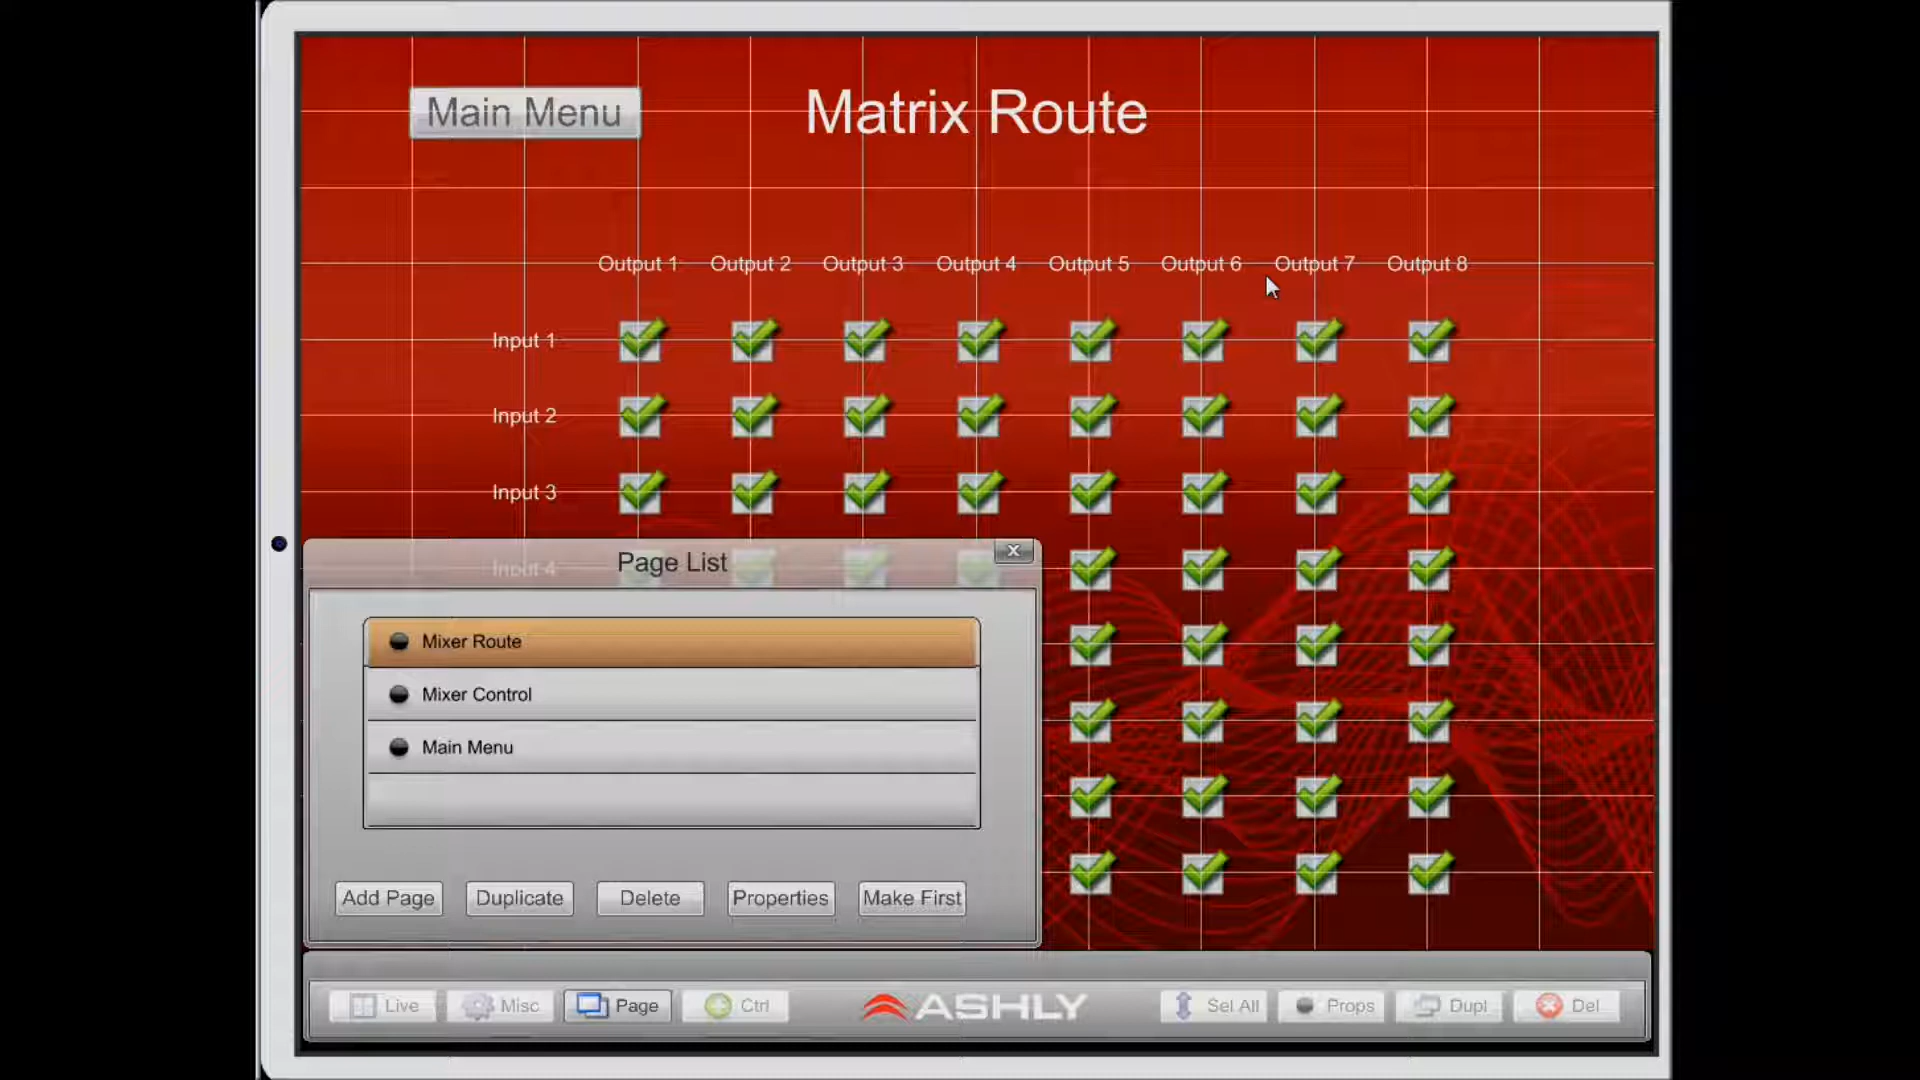 Main Menu
Matrix Route
Output 1 Output 2 Output 3 Output 4 Output 5 Output 6 Output 7 Output 8
Input 1
Input 2
Input 3
Input 4
Page List
x
Mixer Route
Mixer Control
Main Menu
Add Page Duplicate Delete Properties Make First
Live Misc Page Ctrl ASHLY Sel All Props Dupl Del